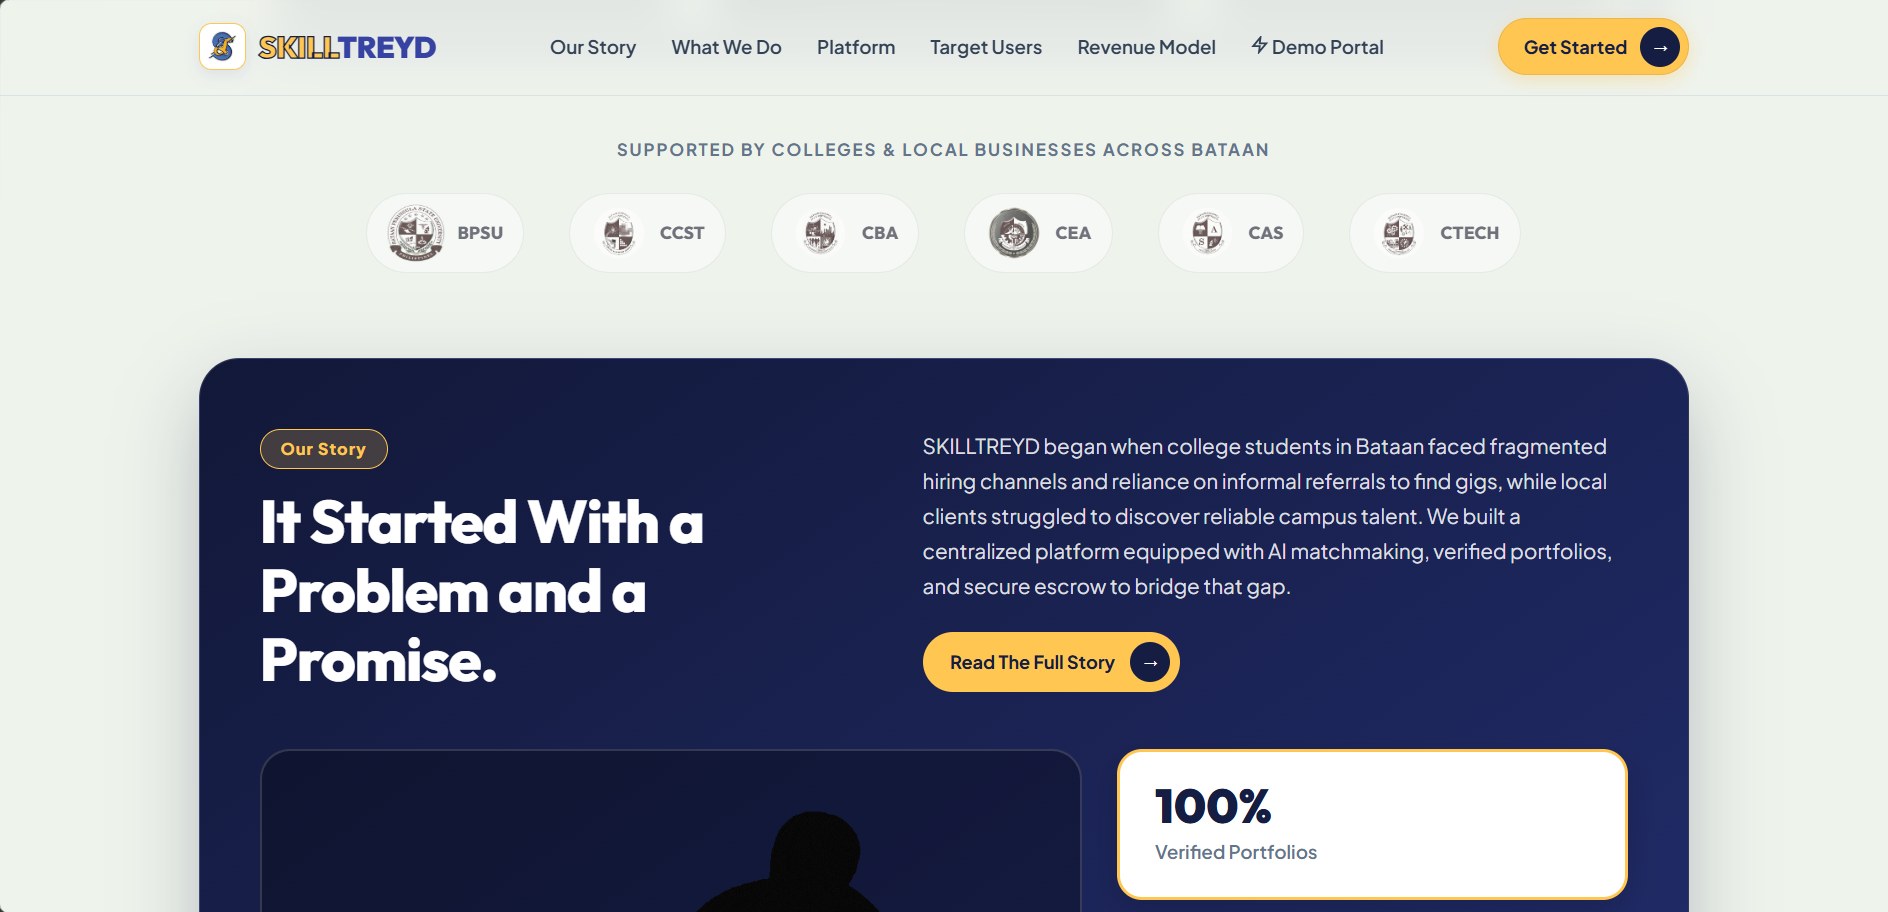 SKILLTREYD
Our Story
What We Do
Platform
Target Users
Revenue Model
Demo Portal
Get Started →
SUPPORTED BY COLLEGES & LOCAL BUSINESSES ACROSS BATAAN
BPSU
CCST
CBA
CEA
CAS
CTECH
Our Story
It Started With a
Problem and a
Promise.
SKILLTREYD began when college students in Bataan faced fragmented
hiring channels and reliance on informal referrals to find gigs, while local
clients struggled to discover reliable campus talent. We built a
centralized platform equipped with AI matchmaking, verified portfolios,
and secure escrow to bridge that gap.
Read The Full Story →
100%
Verified Portfolios